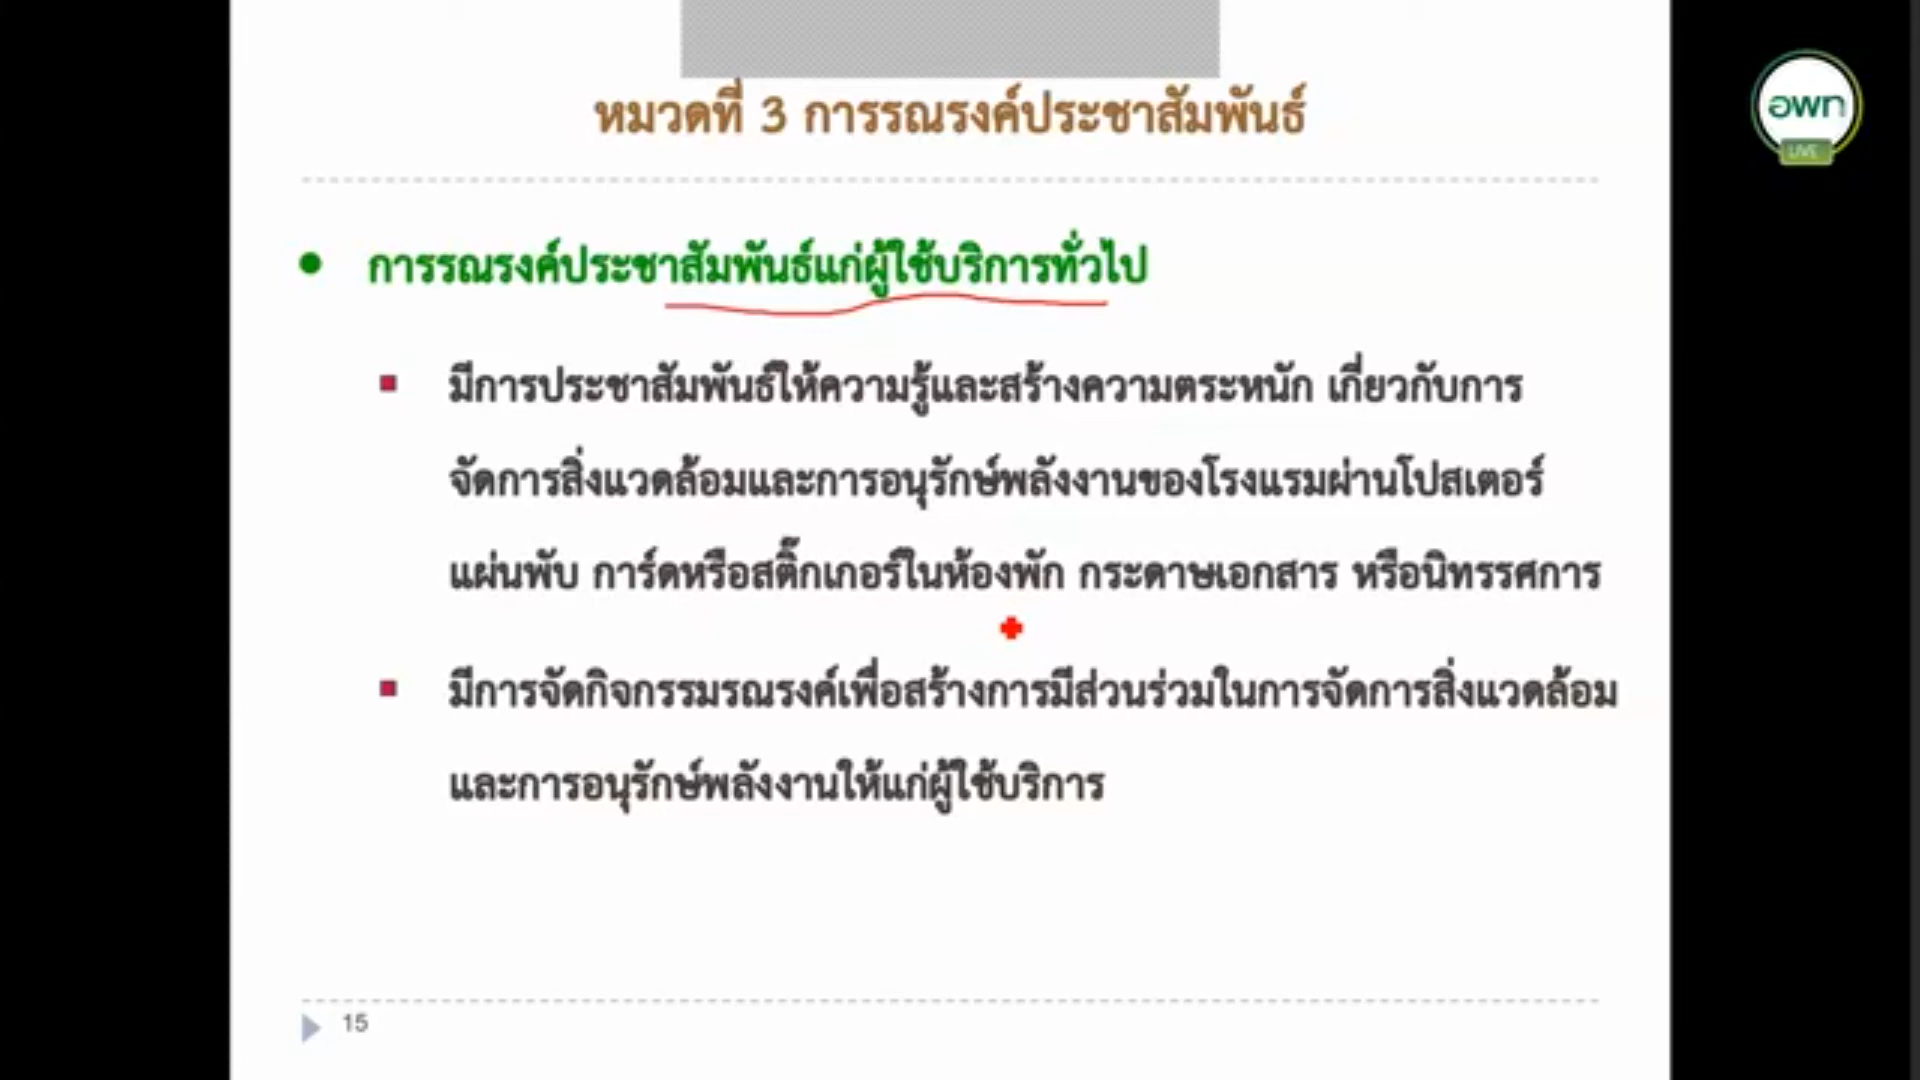 หมวดที่ 3 การรณรงค์ประชาสัมพันธ์
อพท
LIVE
● การรณรงค์ประชาสัมพันธ์แก่ผู้ใช้บริการทั่วไป
▪ มีการประชาสัมพันธ์ให้ความรู้และสร้างความตระหนัก เกี่ยวกับการ
จัดการสิ่งแวดล้อมและการอนุรักษ์พลังงานของโรงแรมผ่านโปสเตอร์
แผ่นพับ การ์ดหรือสติ๊กเกอร์ในห้องพัก กระดาษเอกสาร หรือนิทรรศการ
▪ มีการจัดกิจกรรมรณรงค์เพื่อสร้างการมีส่วนร่วมในการจัดการสิ่งแวดล้อม
และการอนุรักษ์พลังงานให้แก่ผู้ใช้บริการ
15